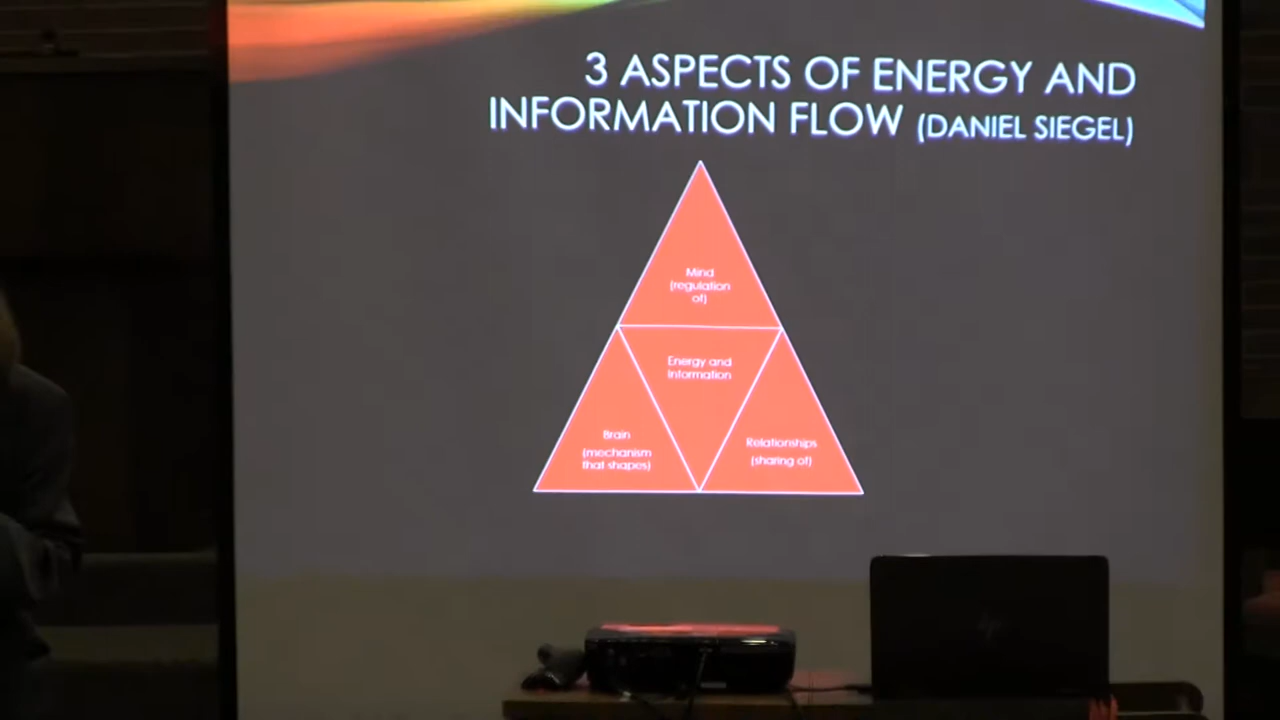 3 ASPECTS OF ENERGY AND
INFORMATION FLOW (DANIEL SIEGEL)
Mind
(regulation
of)
Energy and
Information
Brain
(mechanism
that shapes)
Relationships
(sharing of)